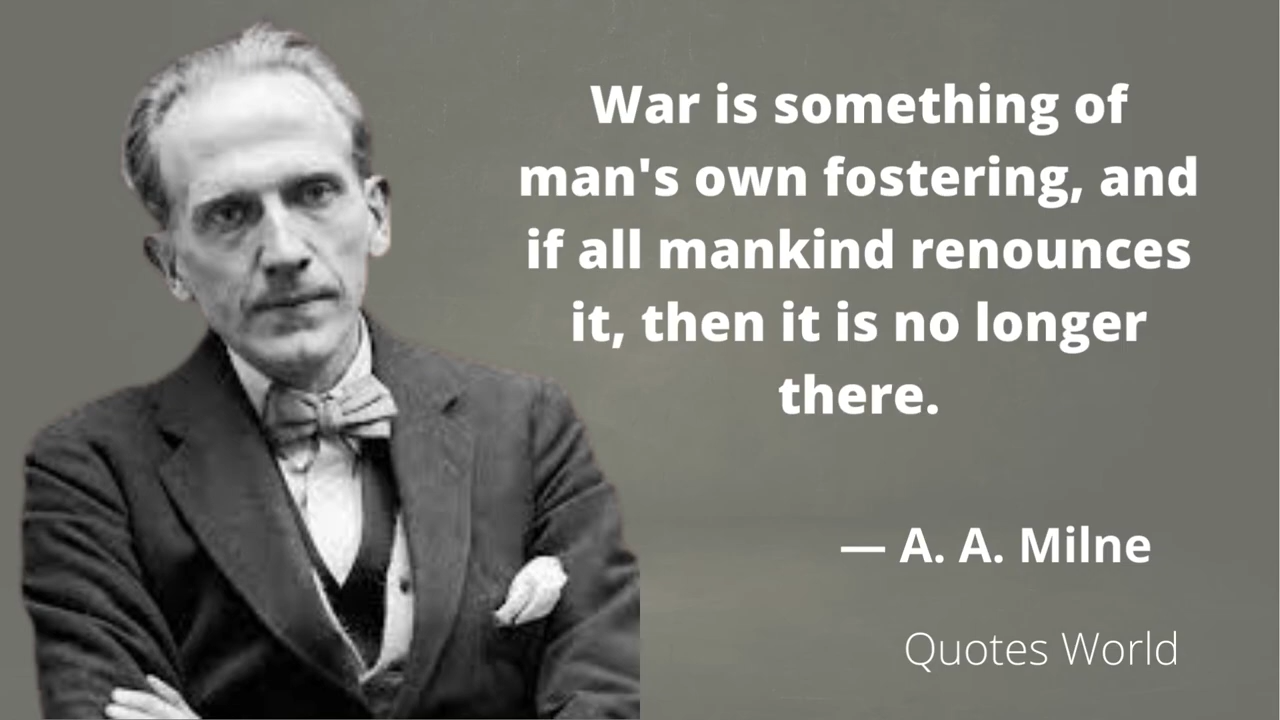 War is something of
man's own fostering, and
if all mankind renounces
it, then it is no longer
there.
— A. A. Milne
Quotes World